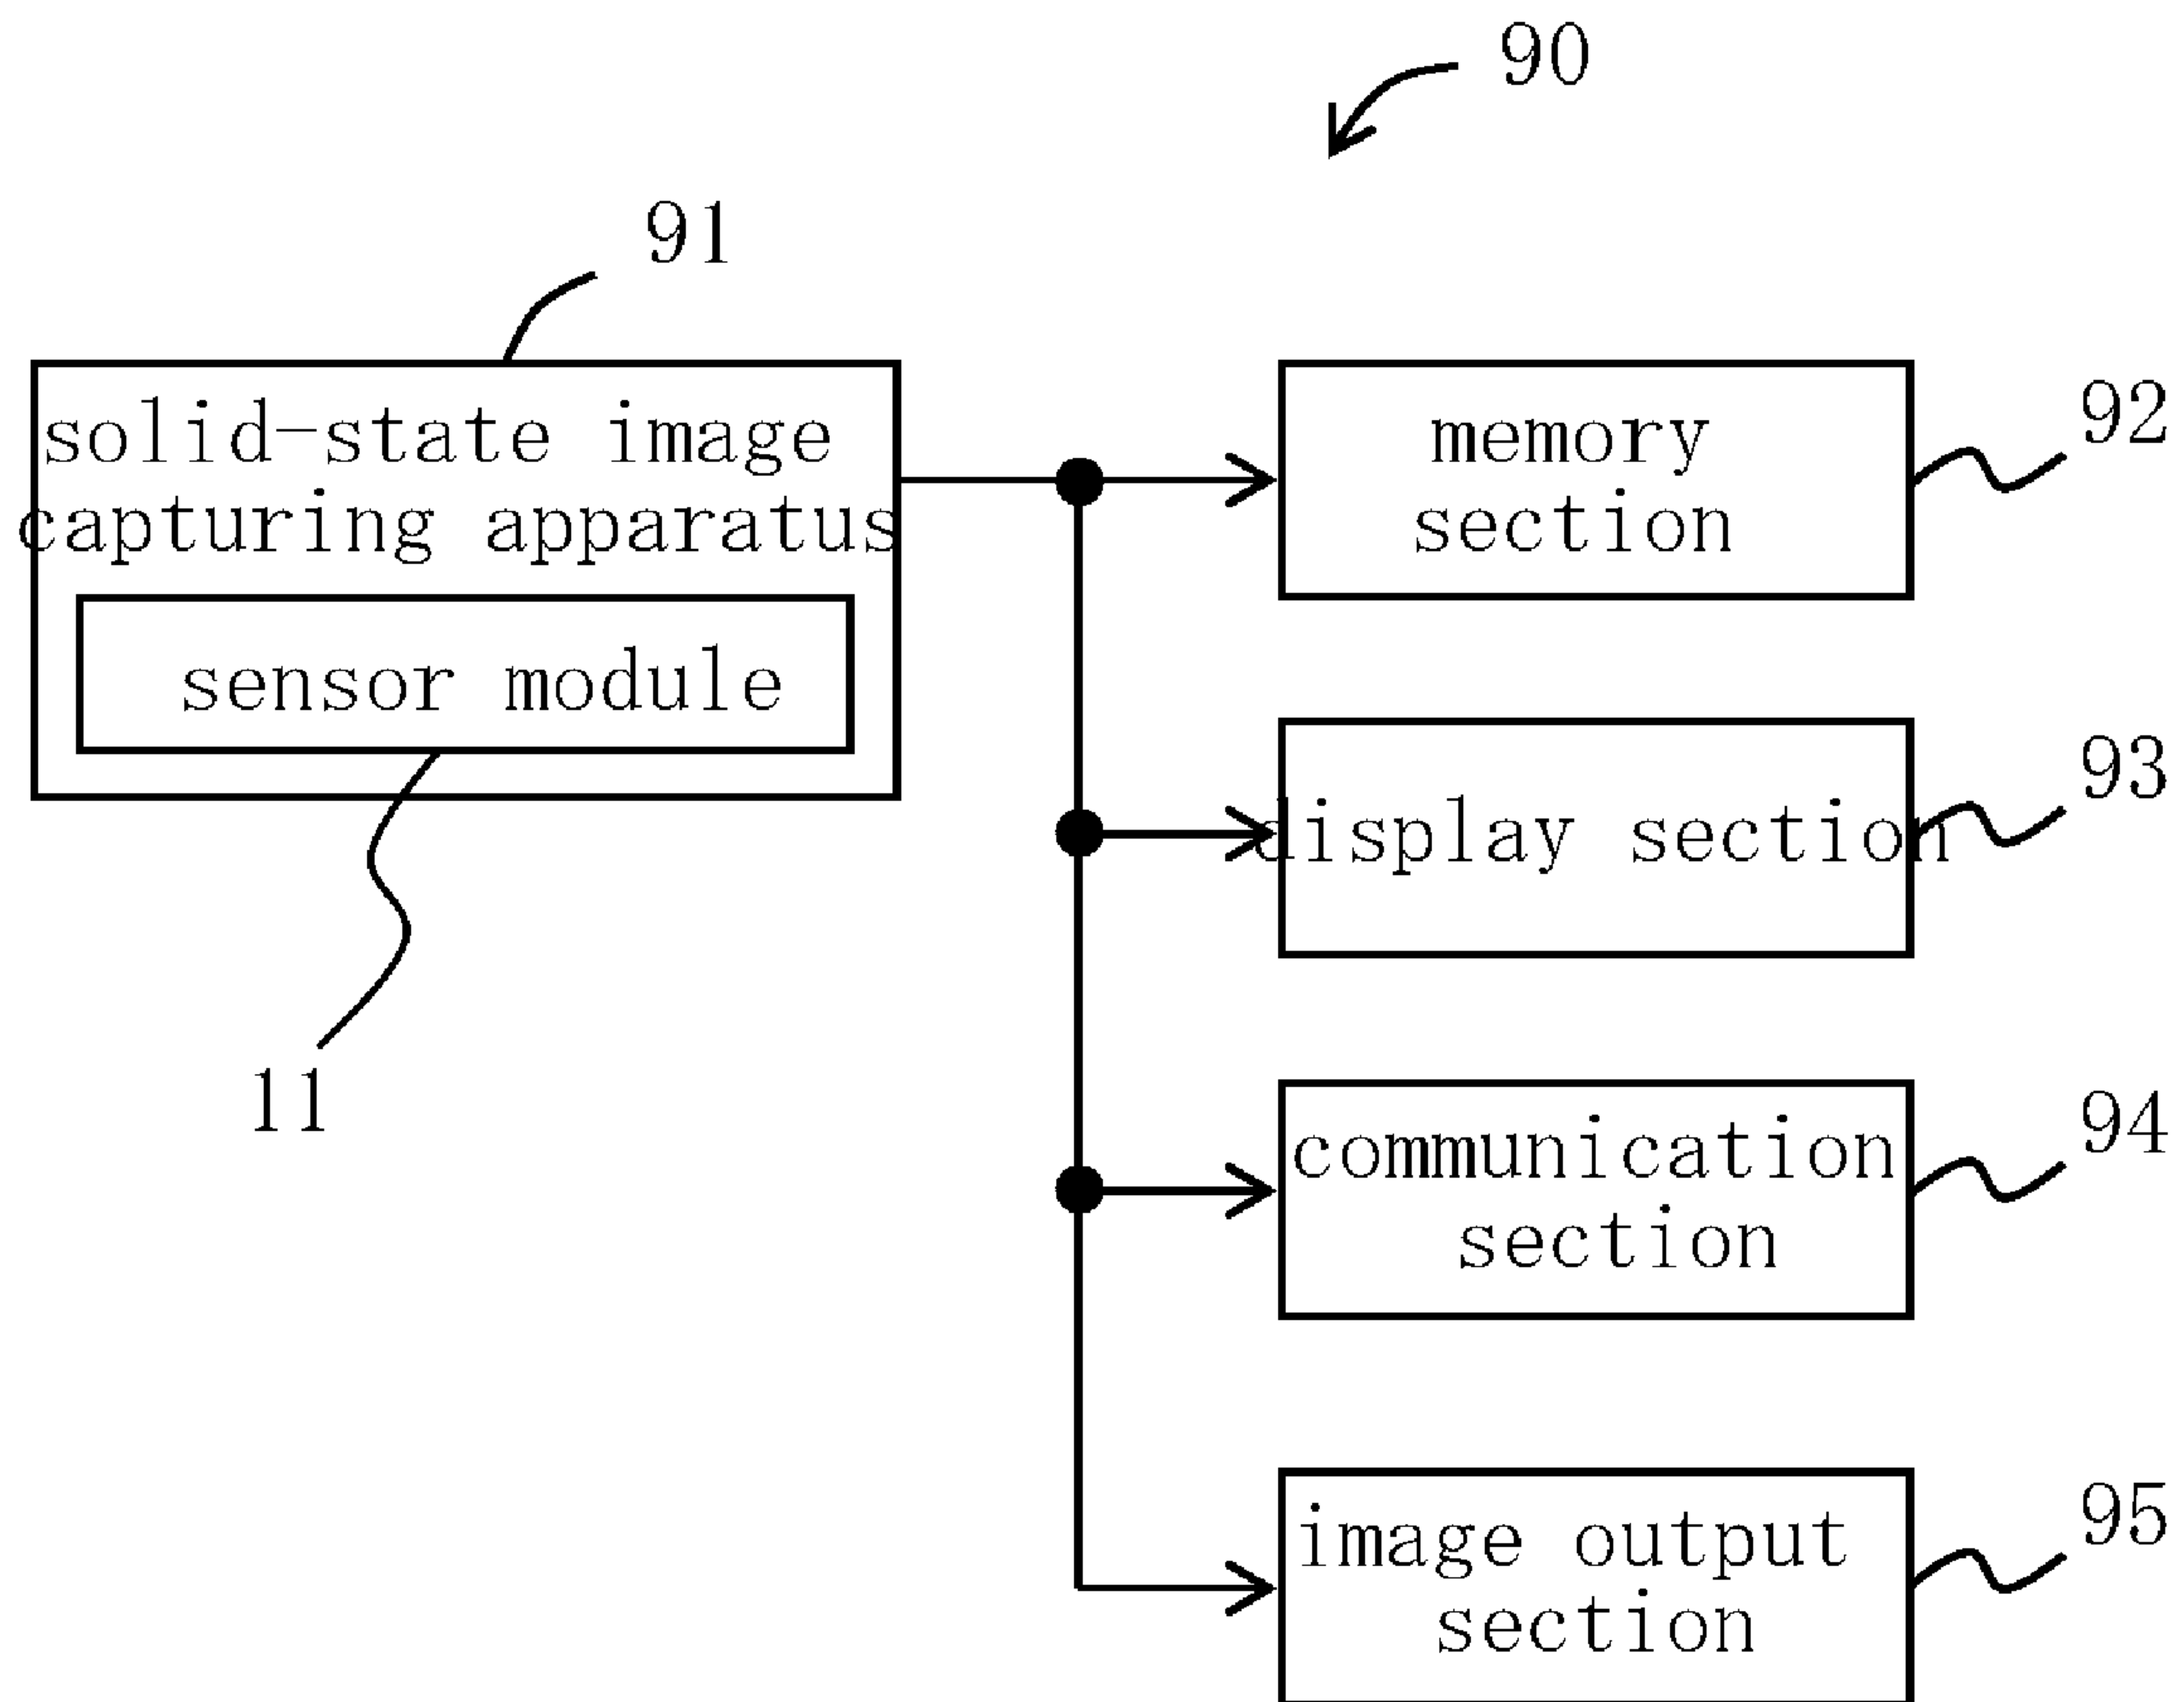 90
91
solid-state image
capturing apparatus
sensor module
11
memory
section
92
display section
93
communication
section
94
image output
section
95